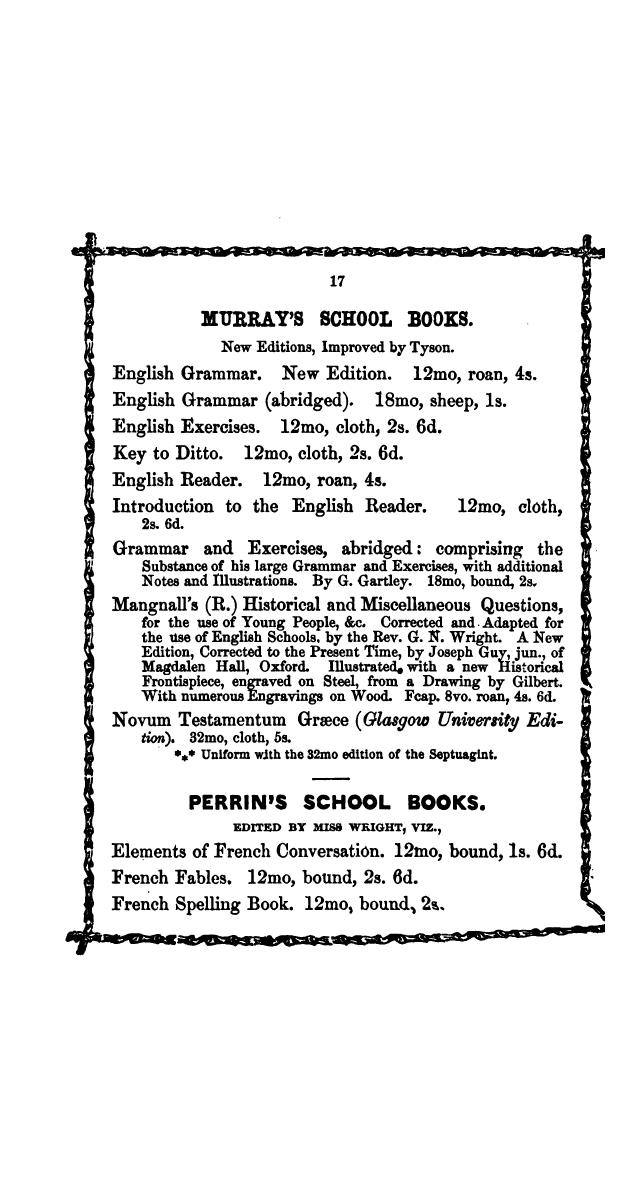 17
MURRAY'S SCHOOL BOOKS.
New Editions, Improved by Tyson.
English Grammar. New Edition. 12mo, roan, 4s.
English Grammar (abridged). 18mo, sheep, 1s.
English Exercises. 12mo, cloth, 2s. 6d.
Key to Ditto. 12mo, cloth, 2s. 6d.
English Reader. 12mo, roan, 4s.
Introduction to the English Reader. 12mo, cloth,
2s. 6d.
Grammar and Exercises, abridged: comprising the
Substance of his large Grammar and Exercises, with additional
Notes and Illustrations. By G. Gartley. 18mo, bound, 2s.
Mangnall's (R.) Historical and Miscellaneous Questions,
for the use of Young People, &c. Corrected and Adapted for
the use of English Schools, by the Rev. G. N. Wright. A New
Edition, Corrected to the Present Time, by Joseph Guy, jun., of
Magdalen Hall, Oxford. Illustrated, with a new Historical
Frontispiece, engraved on Steel, from a Drawing by Gilbert.
With numerous Engravings on Wood. Fcap. 8vo. roan, 4s. 6d.
Novum Testamentum Græce (Glasgow University Edi-
tion). 32mo, cloth, 5s.
*⁎* Uniform with the 32mo edition of the Septuagint.
PERRIN'S SCHOOL BOOKS.
EDITED BY MISS WRIGHT, VIZ.,
Elements of French Conversation. 12mo, bound, 1s. 6d.
French Fables. 12mo, bound, 2s. 6d.
French Spelling Book. 12mo, bound, 2s.